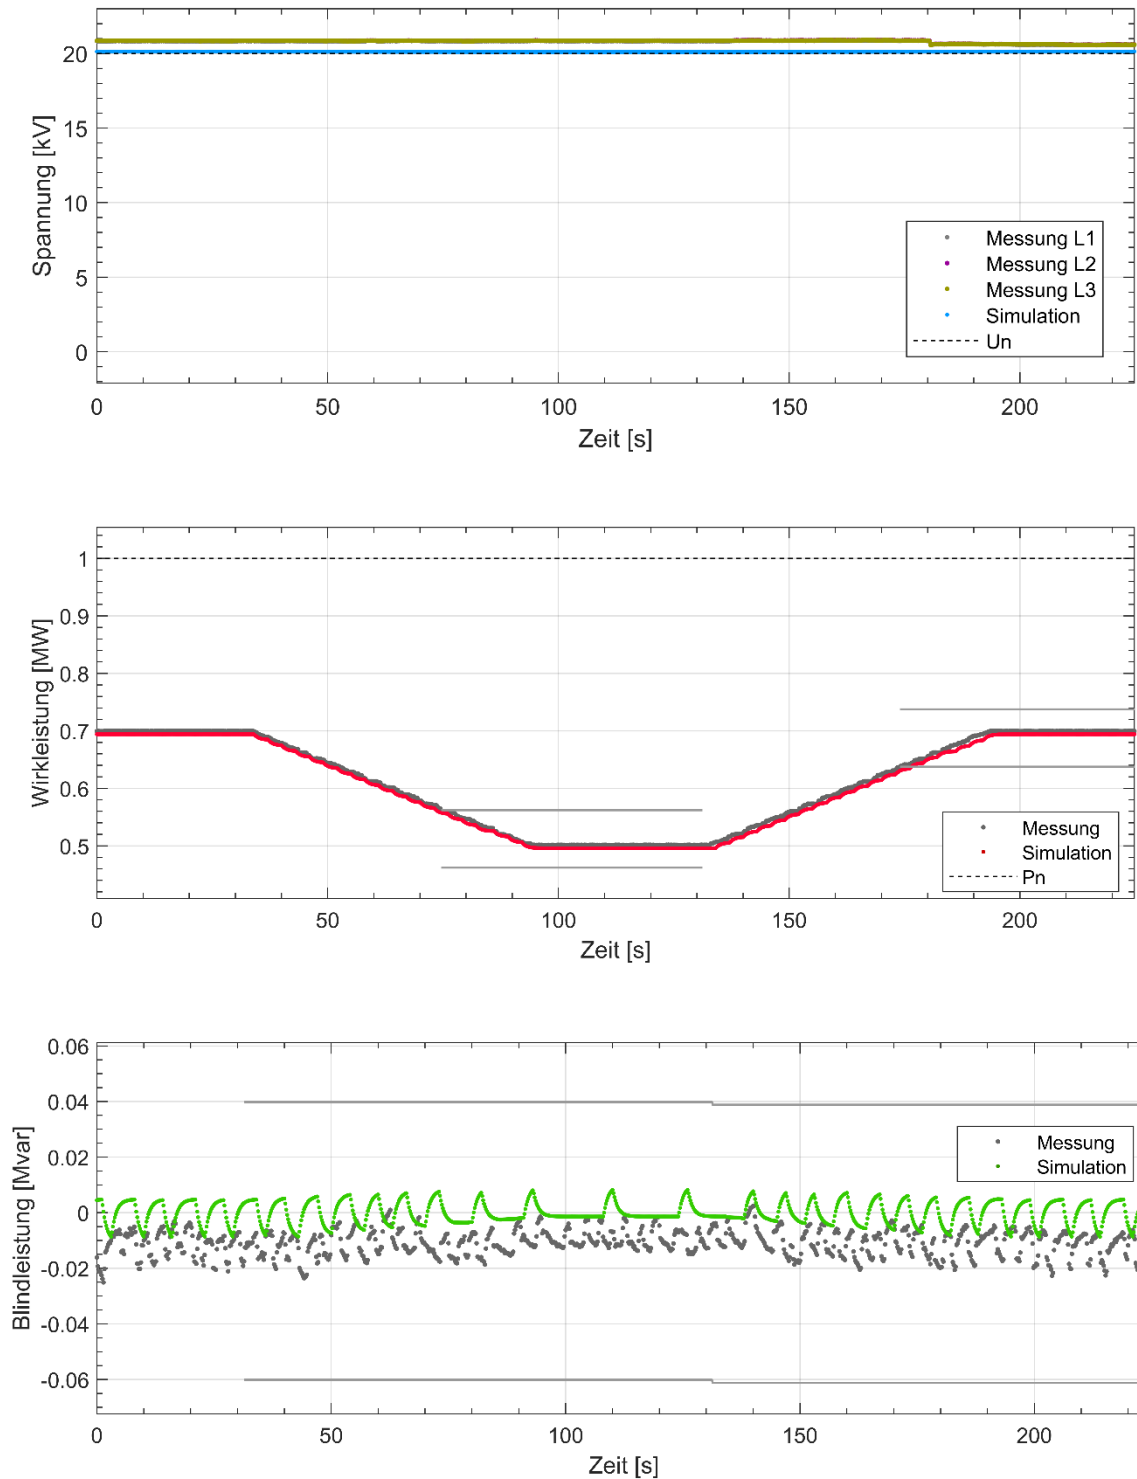 20
15
10
5
0
Spannung [kV]
Messung L1
Messung L2
Messung L3
Simulation
Un
0 50 100 150 200
Zeit [s]
1
0.9
0.8
0.7
0.6
0.5
Wirkleistung [MW]
Messung
Simulation
Pn
0 50 100 150 200
Zeit [s]
0.06
0.04
0.02
0
-0.02
-0.04
-0.06
Blindleistung [Mvar]
Messung
Simulation
0 50 100 150 200
Zeit [s]